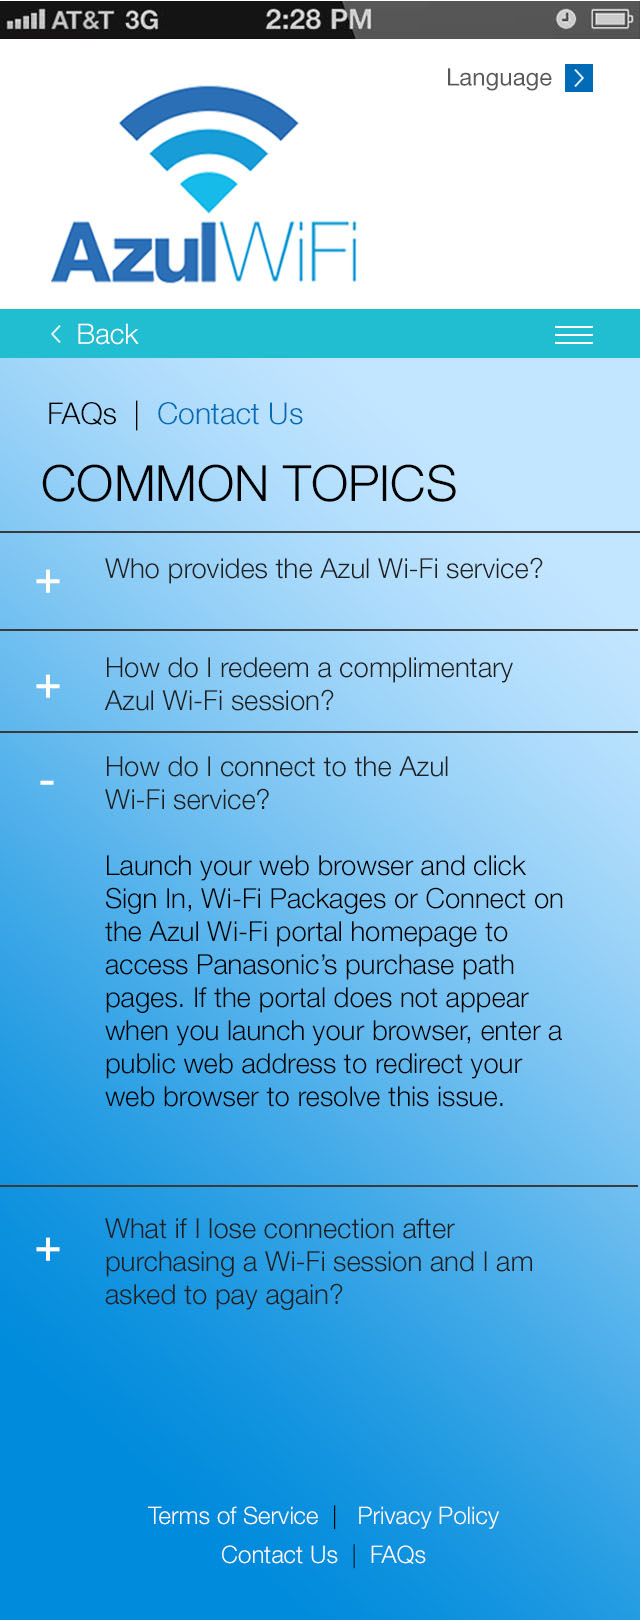 AT&T 3G 2:28 PM
Language >
AzulWiFi
< Back
FAQs | Contact Us
COMMON TOPICS
+ Who provides the Azul Wi-Fi service?
+ How do I redeem a complimentary
Azul Wi-Fi session?
- How do I connect to the Azul
Wi-Fi service?
Launch your web browser and click
Sign In, Wi-Fi Packages or Connect on
the Azul Wi-Fi portal homepage to
access Panasonic’s purchase path
pages. If the portal does not appear
when you launch your browser, enter a
public web address to redirect your
web browser to resolve this issue.
+ What if I lose connection after
purchasing a Wi-Fi session and I am
asked to pay again?
Terms of Service | Privacy Policy
Contact Us | FAQs